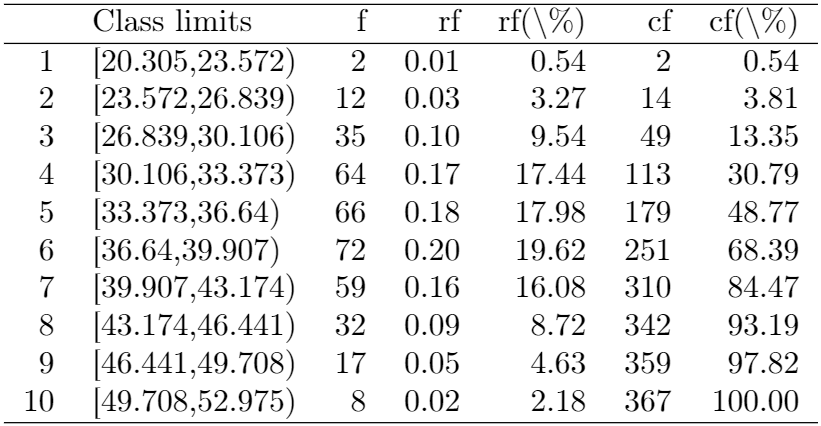 Class limits f rf rf(\%) cf cf(\%)
1 [20.305,23.572) 2 0.01 0.54 2 0.54
2 [23.572,26.839) 12 0.03 3.27 14 3.81
3 [26.839,30.106) 35 0.10 9.54 49 13.35
4 [30.106,33.373) 64 0.17 17.44 113 30.79
5 [33.373,36.64) 66 0.18 17.98 179 48.77
6 [36.64,39.907) 72 0.20 19.62 251 68.39
7 [39.907,43.174) 59 0.16 16.08 310 84.47
8 [43.174,46.441) 32 0.09 8.72 342 93.19
9 [46.441,49.708) 17 0.05 4.63 359 97.82
10 [49.708,52.975) 8 0.02 2.18 367 100.00